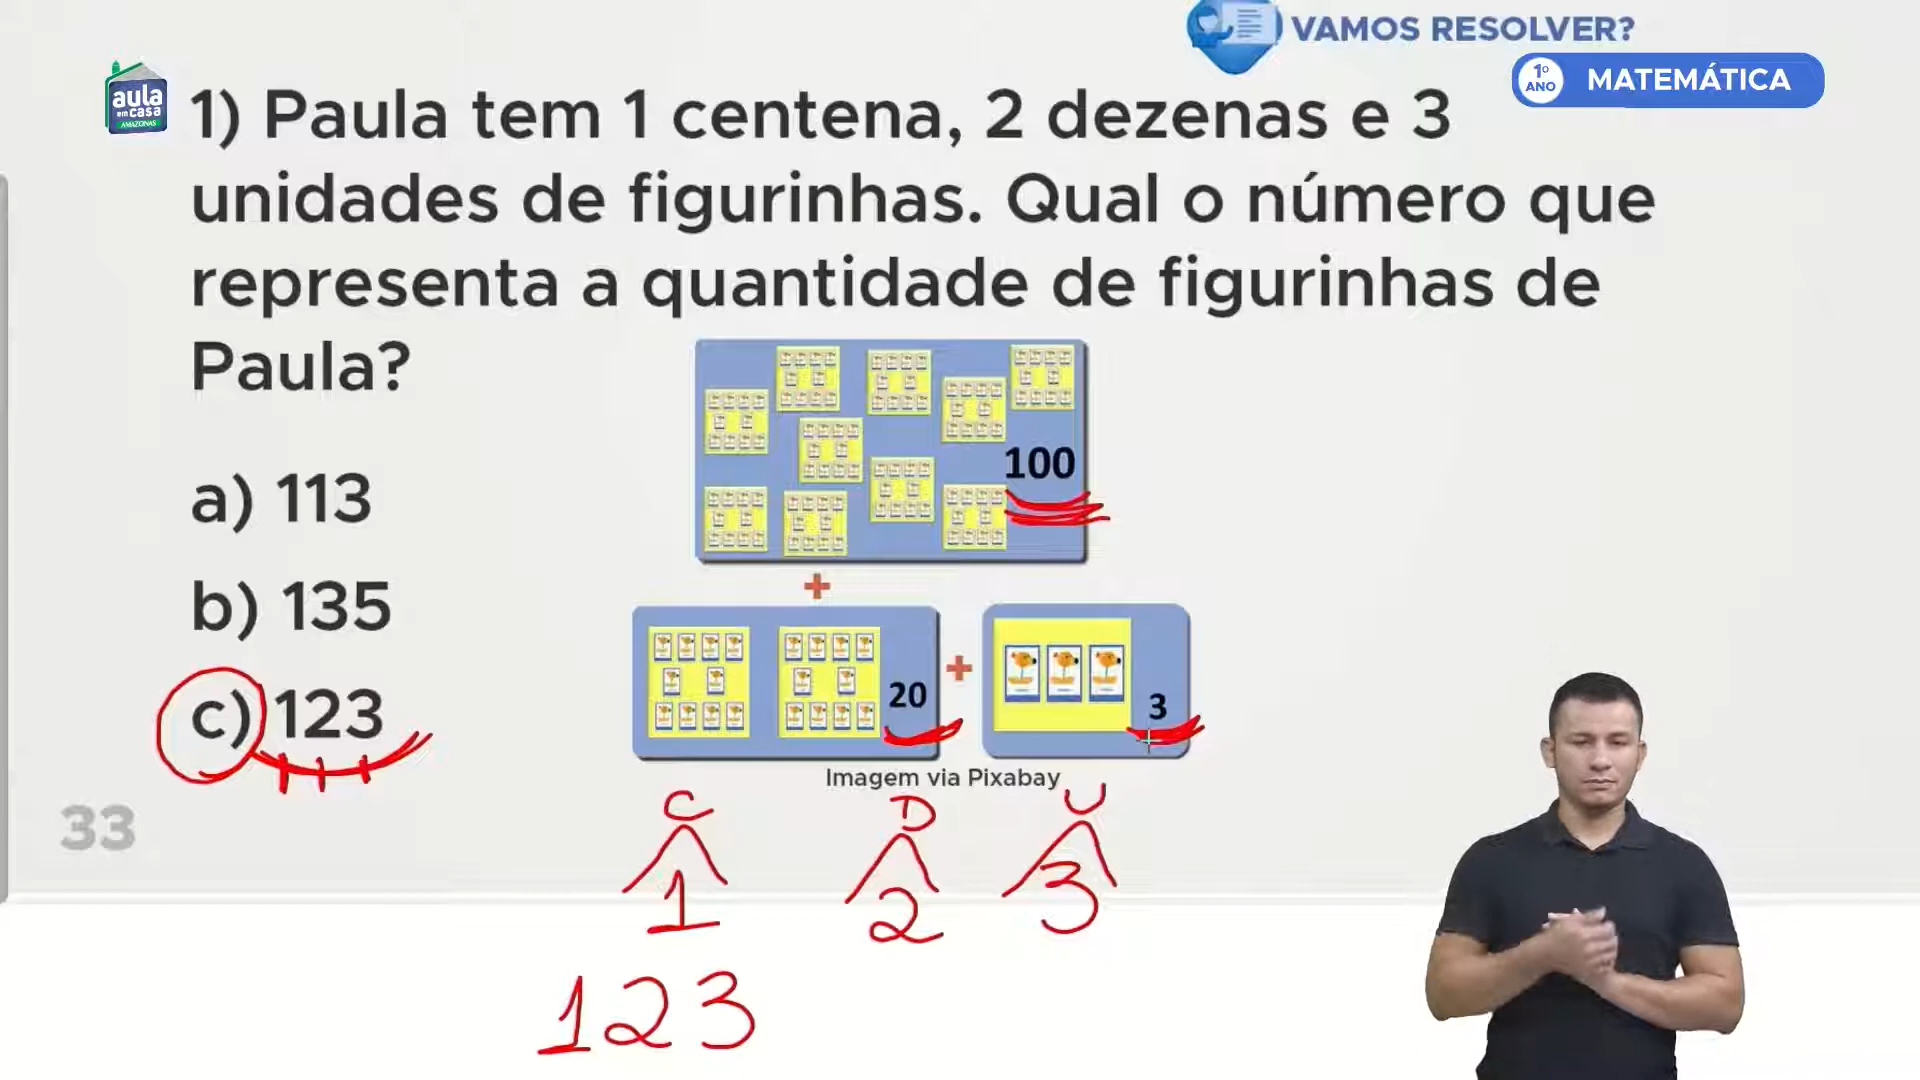 VAMOS RESOLVER?
1º
ANO
MATEMÁTICA
aula
em casa
AMAZONAS
1) Paula tem 1 centena, 2 dezenas e 3
unidades de figurinhas. Qual o número que
representa a quantidade de figurinhas de
Paula?
100
a) 113
b) 135
c) 123
+
20
+
3
Imagem via Pixabay
33
C D U
1 2 3
123